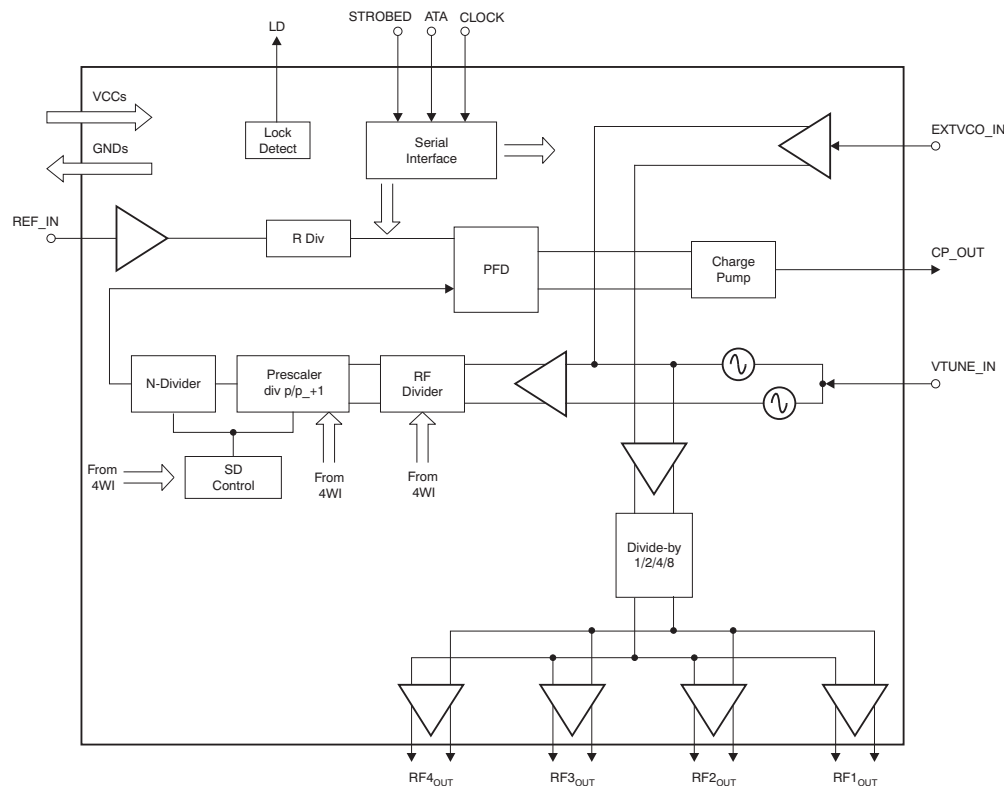 STROBED ATA CLOCK
LD
VCCs
GNDs
Lock
Detect
Serial
Interface
EXTVCO_IN
REF_IN
R Div
PFD
Charge
Pump
CP_OUT
N-Divider
Prescaler
div p/p_+1
RF
Divider
VTUNE_IN
From
4WI
SD
Control
From
4WI
From
4WI
Divide-by
1/2/4/8
RF4OUT
RF3OUT
RF2OUT
RF1OUT